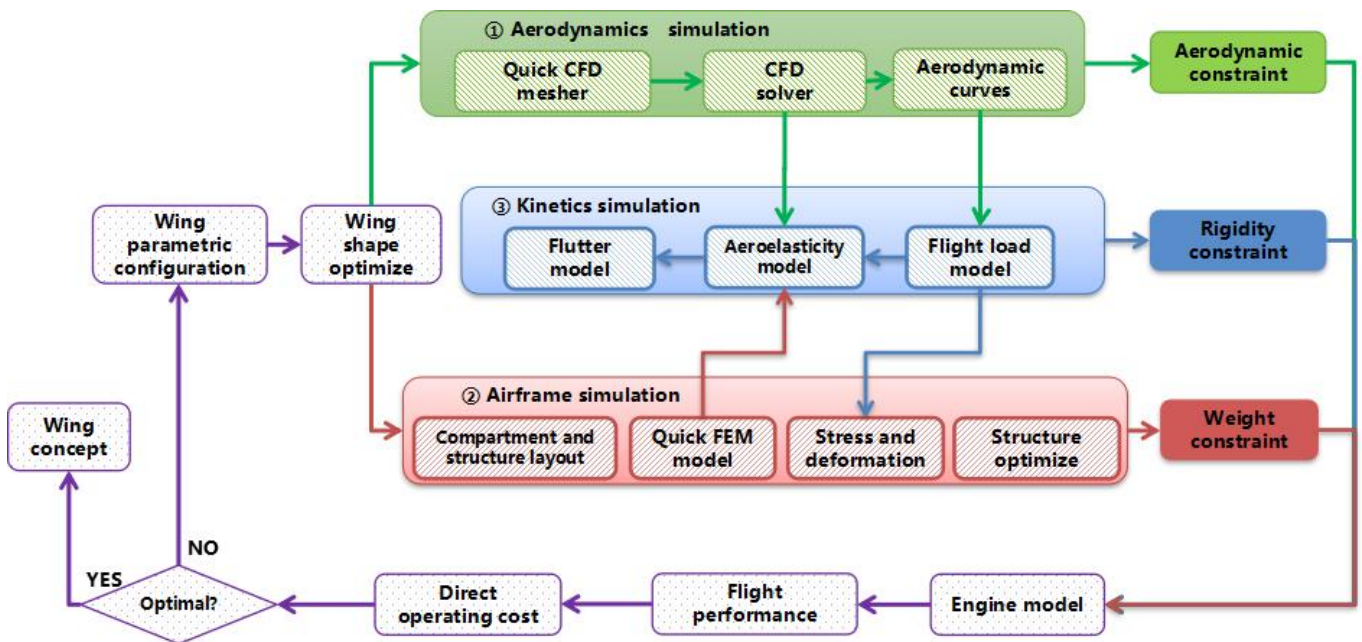 ① Aerodynamics simulation
Quick CFD
mesher
CFD
solver
Aerodynamic
curves
Aerodynamic
constraint
③ Kinetics simulation
Wing
parametric
configuration
Wing
shape
optimize
Flutter
model
Aeroelasticity
model
Flight load
model
Rigidity
constraint
② Airframe simulation
Compartment and
structure layout
Quick FEM
model
Stress and
deformation
Structure
optimize
Weight
constraint
Wing
concept
NO
YES
Optimal?
Direct
operating cost
Flight
performance
Engine model